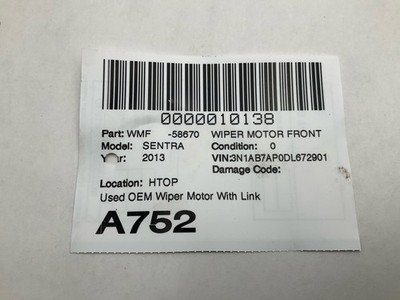 0000010138
Part: WMF -58670 WIPER MOTOR FRONT
Model: SENTRA Condition: 0
Year: 2013 VIN:3N1AB7AP0DL672901
Damage Code:
Location: HTOP
Used OEM Wiper Motor With Link
A752